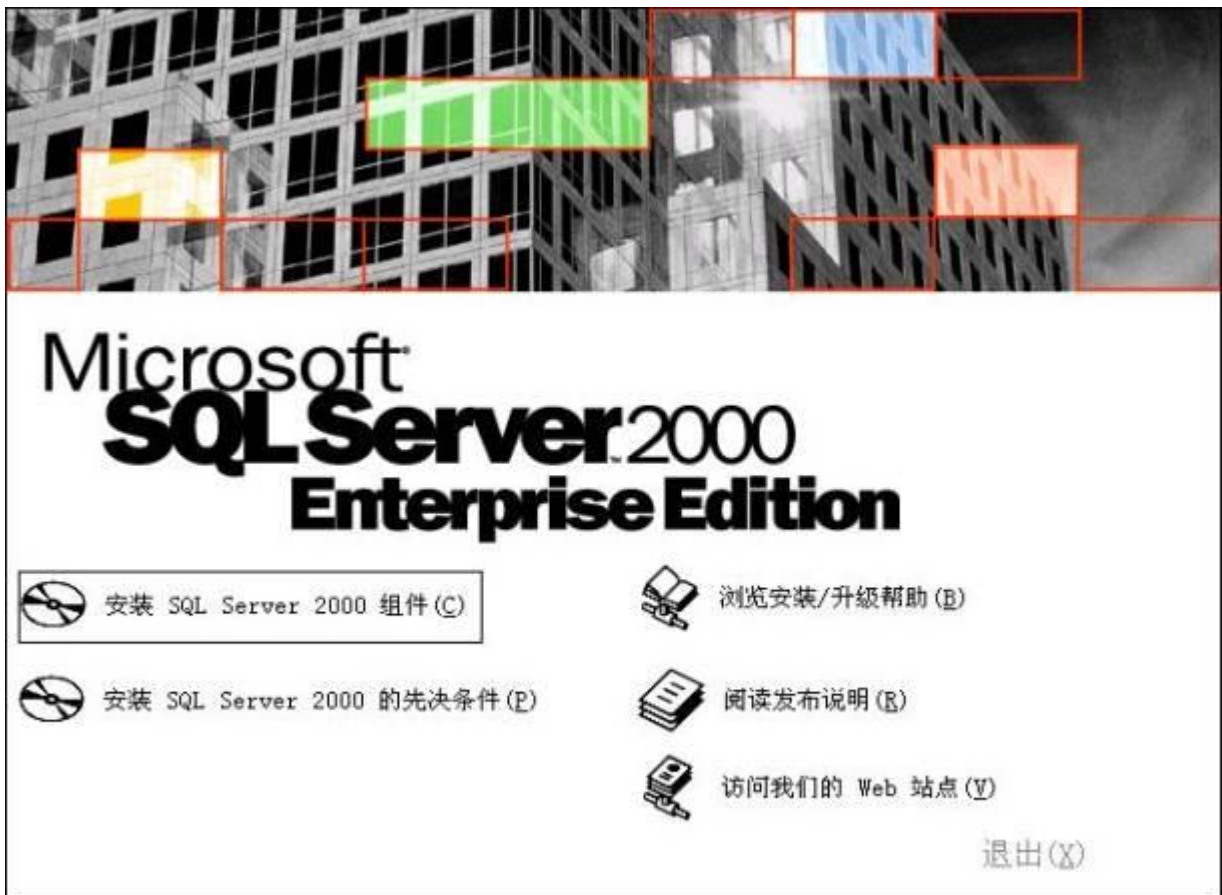 Microsoft®
SQL Server™ 2000
Enterprise Edition
安装 SQL Server 2000 组件(C)
浏览安装/升级帮助(B)
安装 SQL Server 2000 的先决条件(P)
阅读发布说明(R)
访问我们的 Web 站点(V)
退出(X)